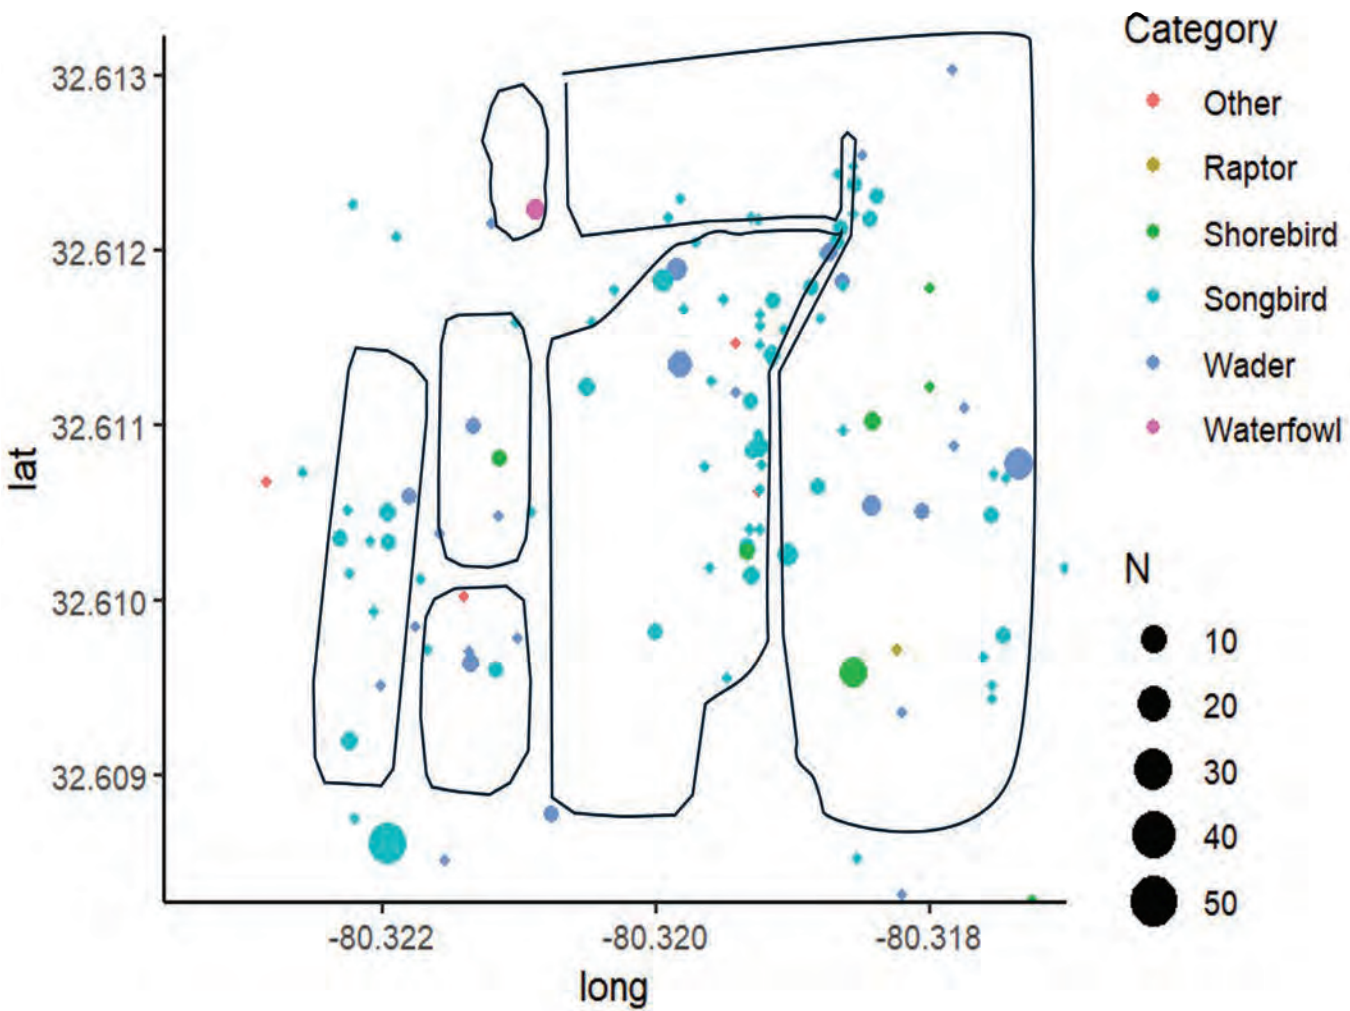 Category
Other
Raptor
Shorebird
Songbird
Wader
Waterfowl
N
10
20
30
40
50
lat
32.613
32.612
32.611
32.610
32.609
-80.322
-80.320
-80.318
long